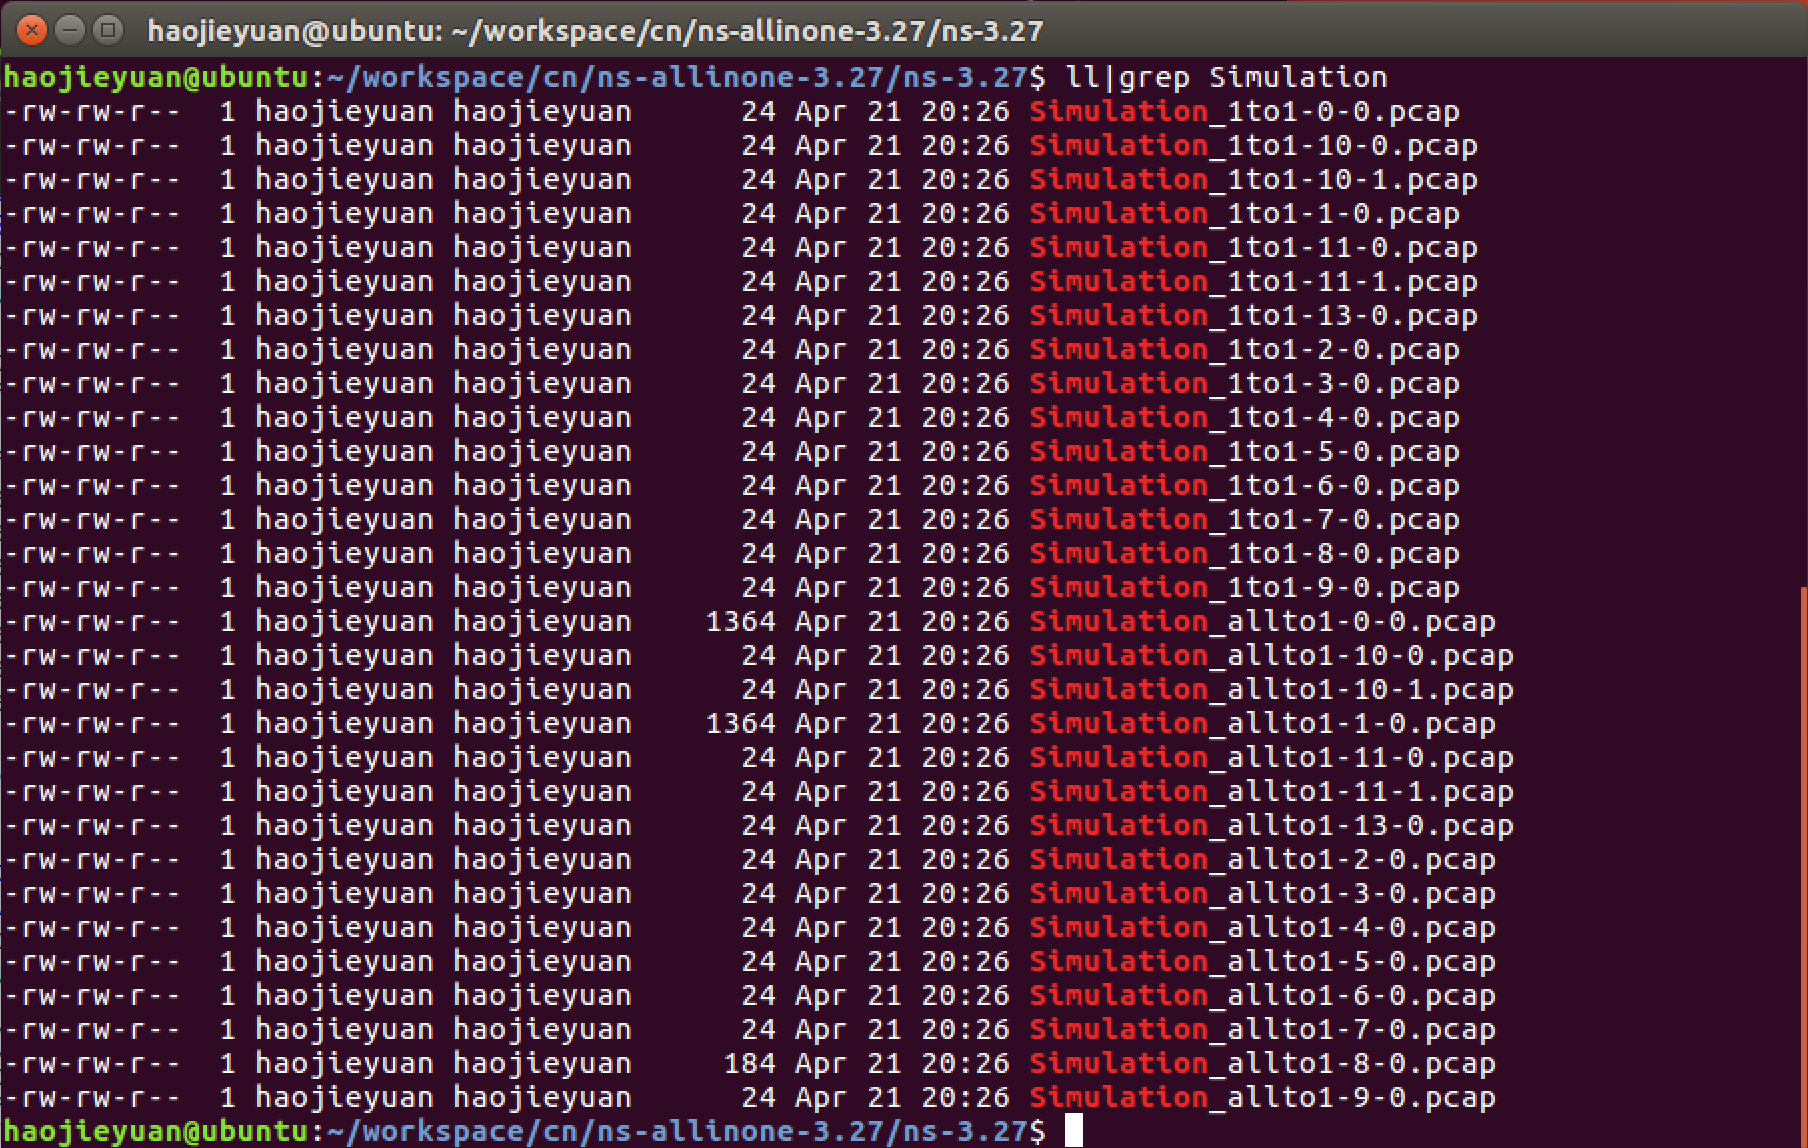 haojieyuan@ubuntu: ~/workspace/cn/ns-allinone-3.27/ns-3.27
haojieyuan@ubuntu:~/workspace/cn/ns-allinone-3.27/ns-3.27$ ll|grep Simulation
-rw-rw-r--  1 haojieyuan haojieyuan      24 Apr 21 20:26 Simulation_1to1-0-0.pcap
-rw-rw-r--  1 haojieyuan haojieyuan      24 Apr 21 20:26 Simulation_1to1-10-0.pcap
-rw-rw-r--  1 haojieyuan haojieyuan      24 Apr 21 20:26 Simulation_1to1-10-1.pcap
-rw-rw-r--  1 haojieyuan haojieyuan      24 Apr 21 20:26 Simulation_1to1-1-0.pcap
-rw-rw-r--  1 haojieyuan haojieyuan      24 Apr 21 20:26 Simulation_1to1-11-0.pcap
-rw-rw-r--  1 haojieyuan haojieyuan      24 Apr 21 20:26 Simulation_1to1-11-1.pcap
-rw-rw-r--  1 haojieyuan haojieyuan      24 Apr 21 20:26 Simulation_1to1-13-0.pcap
-rw-rw-r--  1 haojieyuan haojieyuan      24 Apr 21 20:26 Simulation_1to1-2-0.pcap
-rw-rw-r--  1 haojieyuan haojieyuan      24 Apr 21 20:26 Simulation_1to1-3-0.pcap
-rw-rw-r--  1 haojieyuan haojieyuan      24 Apr 21 20:26 Simulation_1to1-4-0.pcap
-rw-rw-r--  1 haojieyuan haojieyuan      24 Apr 21 20:26 Simulation_1to1-5-0.pcap
-rw-rw-r--  1 haojieyuan haojieyuan      24 Apr 21 20:26 Simulation_1to1-6-0.pcap
-rw-rw-r--  1 haojieyuan haojieyuan      24 Apr 21 20:26 Simulation_1to1-7-0.pcap
-rw-rw-r--  1 haojieyuan haojieyuan      24 Apr 21 20:26 Simulation_1to1-8-0.pcap
-rw-rw-r--  1 haojieyuan haojieyuan      24 Apr 21 20:26 Simulation_1to1-9-0.pcap
-rw-rw-r--  1 haojieyuan haojieyuan    1364 Apr 21 20:26 Simulation_allto1-0-0.pcap
-rw-rw-r--  1 haojieyuan haojieyuan      24 Apr 21 20:26 Simulation_allto1-10-0.pcap
-rw-rw-r--  1 haojieyuan haojieyuan      24 Apr 21 20:26 Simulation_allto1-10-1.pcap
-rw-rw-r--  1 haojieyuan haojieyuan    1364 Apr 21 20:26 Simulation_allto1-1-0.pcap
-rw-rw-r--  1 haojieyuan haojieyuan      24 Apr 21 20:26 Simulation_allto1-11-0.pcap
-rw-rw-r--  1 haojieyuan haojieyuan      24 Apr 21 20:26 Simulation_allto1-11-1.pcap
-rw-rw-r--  1 haojieyuan haojieyuan      24 Apr 21 20:26 Simulation_allto1-13-0.pcap
-rw-rw-r--  1 haojieyuan haojieyuan      24 Apr 21 20:26 Simulation_allto1-2-0.pcap
-rw-rw-r--  1 haojieyuan haojieyuan      24 Apr 21 20:26 Simulation_allto1-3-0.pcap
-rw-rw-r--  1 haojieyuan haojieyuan      24 Apr 21 20:26 Simulation_allto1-4-0.pcap
-rw-rw-r--  1 haojieyuan haojieyuan      24 Apr 21 20:26 Simulation_allto1-5-0.pcap
-rw-rw-r--  1 haojieyuan haojieyuan      24 Apr 21 20:26 Simulation_allto1-6-0.pcap
-rw-rw-r--  1 haojieyuan haojieyuan      24 Apr 21 20:26 Simulation_allto1-7-0.pcap
-rw-rw-r--  1 haojieyuan haojieyuan     184 Apr 21 20:26 Simulation_allto1-8-0.pcap
-rw-rw-r--  1 haojieyuan haojieyuan      24 Apr 21 20:26 Simulation_allto1-9-0.pcap
haojieyuan@ubuntu:~/workspace/cn/ns-allinone-3.27/ns-3.27$